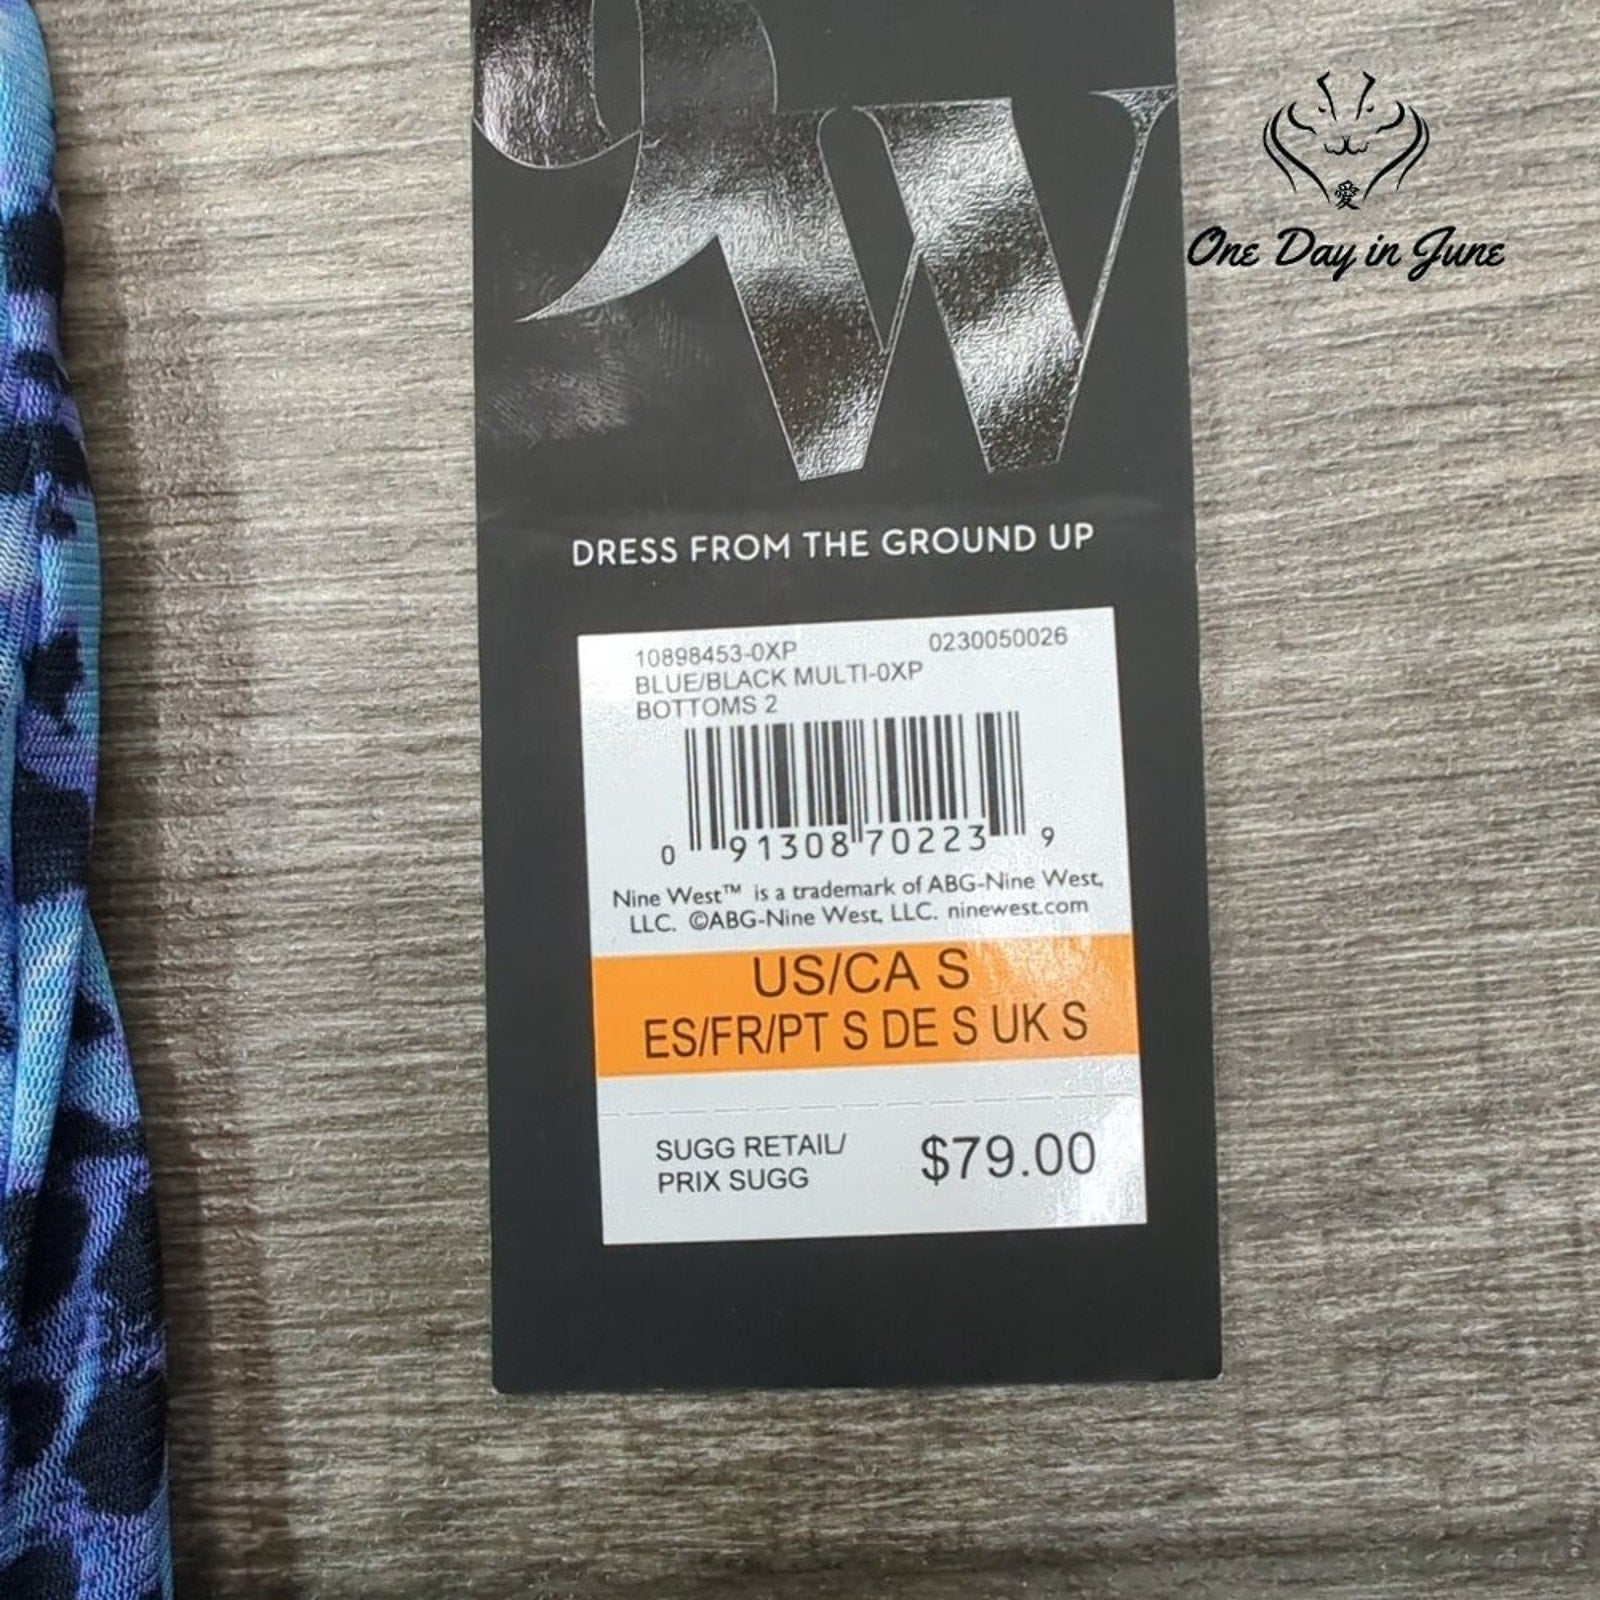 9W
愛
One Day in June
DRESS FROM THE GROUND UP
10898453-0XP 0230050026
BLUE/BLACK MULTI-0XP
BOTTOMS 2
0 91308 70223 9
Nine West™ is a trademark of ABG-Nine West,
LLC. ©ABG-Nine West, LLC. ninewest.com
US/CA S
ES/FR/PT S DE S UK S
SUGG RETAIL/ $79.00
PRIX SUGG